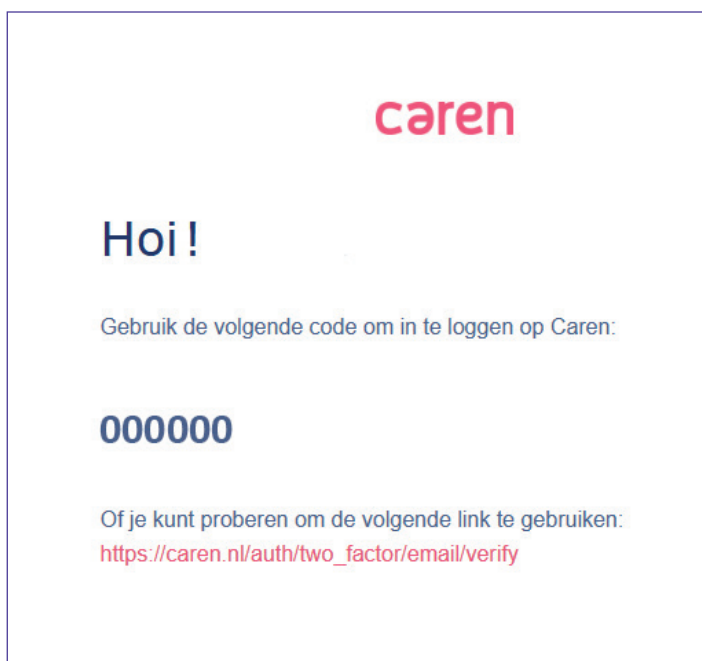 caren
Hoi!
Gebruik de volgende code om in te loggen op Caren:
000000
Of je kunt proberen om de volgende link te gebruiken:
https://caren.nl/auth/two_factor/email/verify